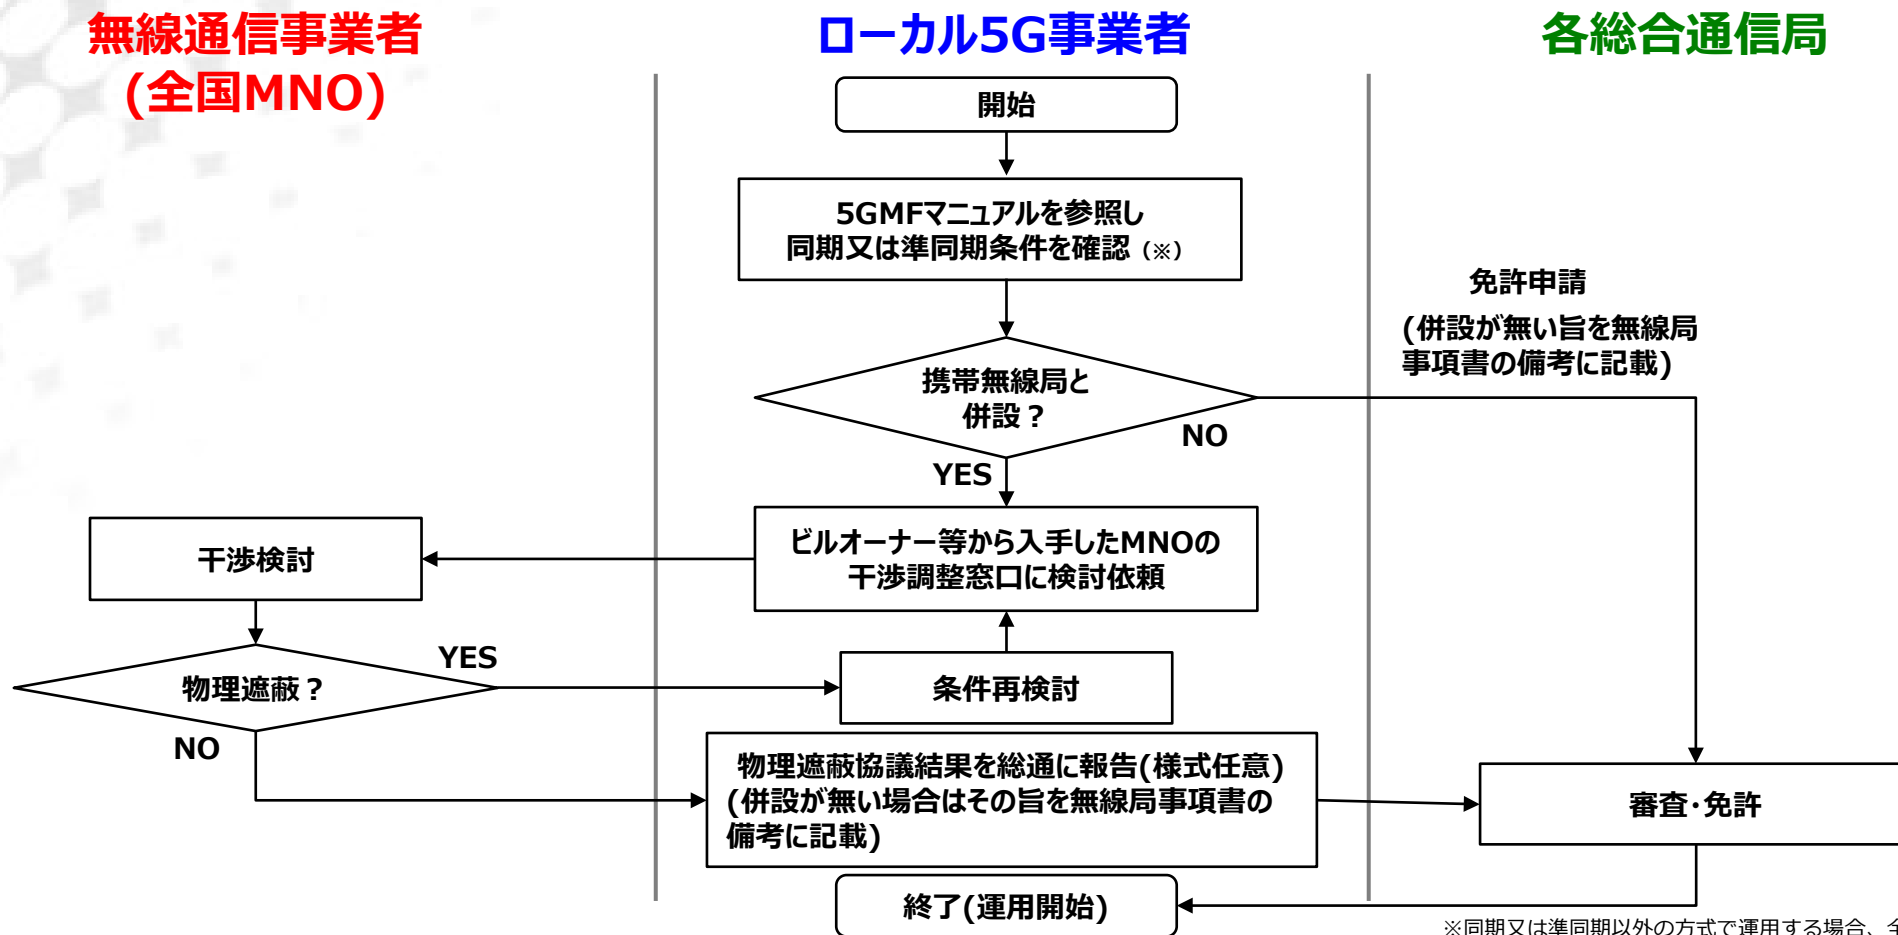 無線通信事業者
(全国MNO)
ローカル5G事業者
各総合通信局
開始
5GMFマニュアルを参照し
同期又は準同期条件を確認（※）
免許申請
(併設が無い旨を無線局
事項書の備考に記載)
携帯無線局と
併設？
NO
YES
ビルオーナー等から入手したMNOの
干渉調整窓口に検討依頼
干渉検討
物理遮蔽？
YES
条件再検討
NO
物理遮蔽協議結果を総通に報告(様式任意)
(併設が無い場合はその旨を無線局事項書の
備考に記載)
審査・免許
終了(運用開始)
※同期又は準同期以外の方式で運用する場合、全